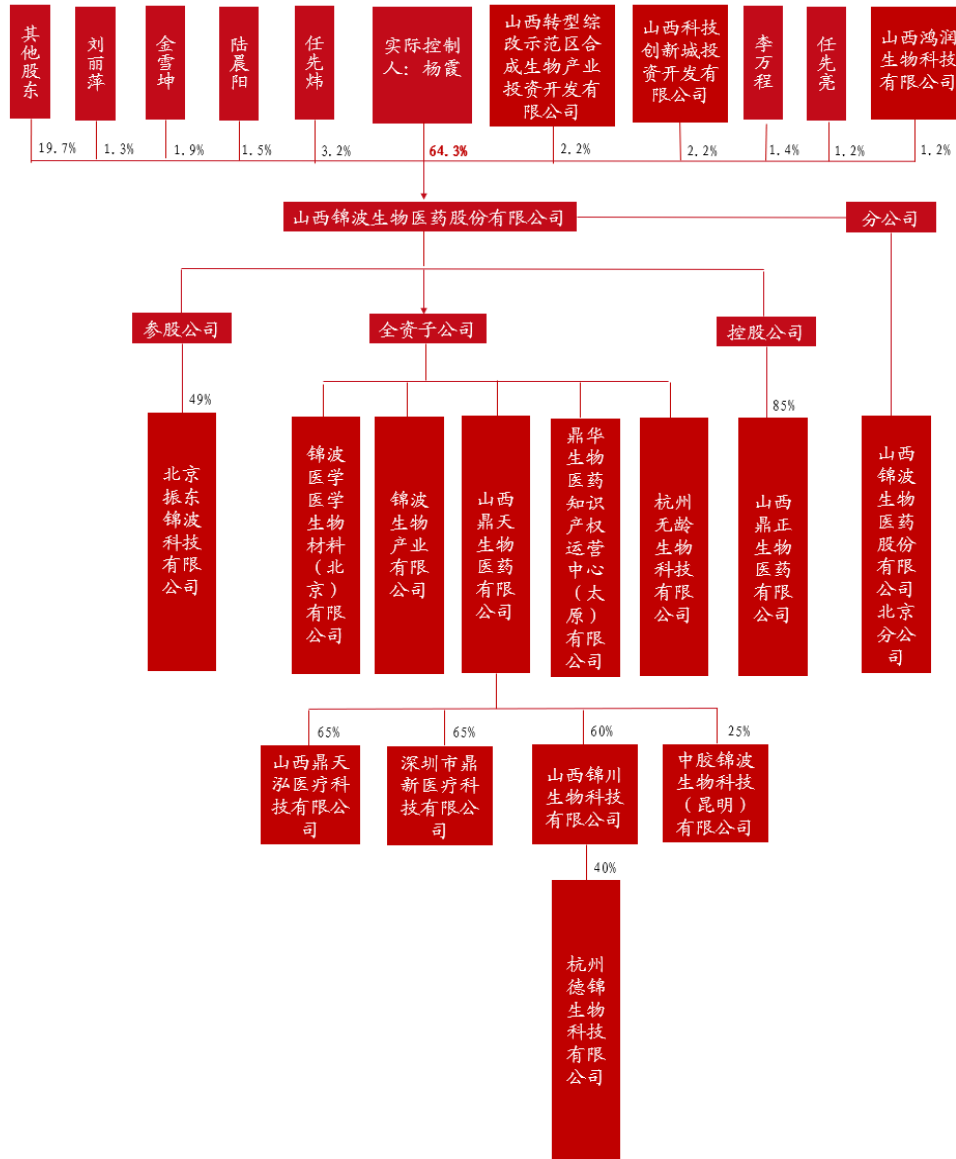 其他股东
刘丽萍
金雪坤
陆晨阳
任先炜
实际控制
人：杨霞
山西转型综
改示范区合
成生物产业
投资开发有
限公司
山西科技
创新城投
资开发有
限公司
李万程
任先亮
山西鸿润
生物科技
有限公司
19.7%
1.3%
1.9%
1.5%
3.2%
64.3%
2.2%
2.2%
1.4%
1.2%
1.2%
山西锦波生物医药股份有限公司
分公司
参股公司
全资子公司
控股公司
49%
85%
北京
振东
锦波
科技
有限
公司
锦波
医学
医学
生物
材料
（北
京）
有限
公司
锦波
生物
产业
有限
公司
山西
鼎天
生物
医药
有限
公司
鼎华
生物
医药
知识
产权
运营
中心
（太
原）
有限
公司
杭州
无龄
生物
科技
有限
公司
山西
鼎正
生物
医药
有限
公司
山西
锦波
生物
医药
股份
有限
公司
北京
分公
司
65%
65%
60%
25%
山西鼎天
泓医疗科
技有限公
司
深圳市鼎
新医疗科
技有限公
司
山西锦川
生物科技
有限公司
中胶锦波
生物科技
（昆明）
有限公司
40%
杭州
德锦
生物
科技
有限
公司